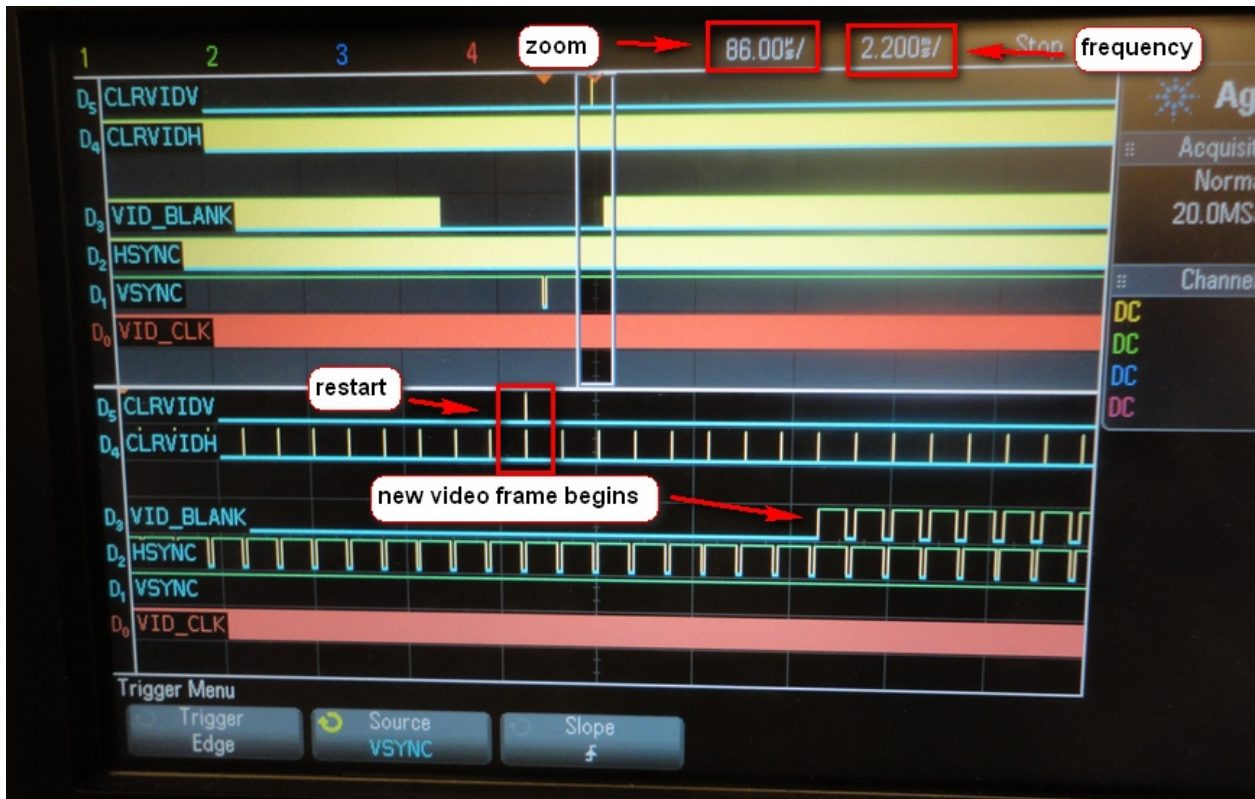 1 2 3 4 zoom 86.00µs/ 2.200ms/ Stop frequency
D5 CLRVIDV
Ag
D4 CLRVIDH
Acquisit
Norma
D3 VID_BLANK
20.0MS
D2 HSYNC
D1 VSYNC
Channe
DC
D0 VID_CLK
DC
DC
restart
DC
D5 CLRVIDV
D4 CLRVIDH
new video frame begins
D3 VID_BLANK
D2 HSYNC
D1 VSYNC
D0 VID_CLK
Trigger Menu
Trigger Source Slope
Edge VSYNC